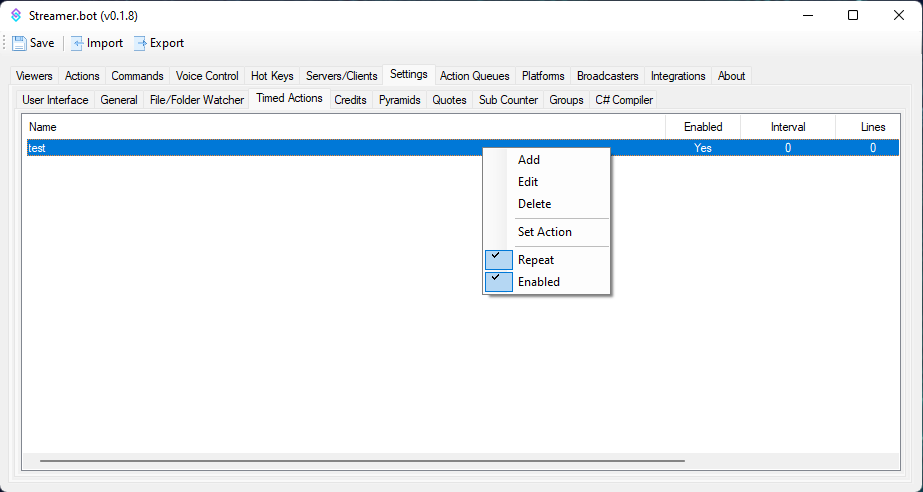 Streamer.bot (v0.1.8)
Save Import Export
Viewers Actions Commands Voice Control Hot Keys Servers/Clients Settings Action Queues Platforms Broadcasters Integrations About
User Interface General File/Folder Watcher Timed Actions Credits Pyramids Quotes Sub Counter Groups C# Compiler
Name Enabled Interval Lines
test Yes 0 0
Add
Edit
Delete
Set Action
Repeat
Enabled